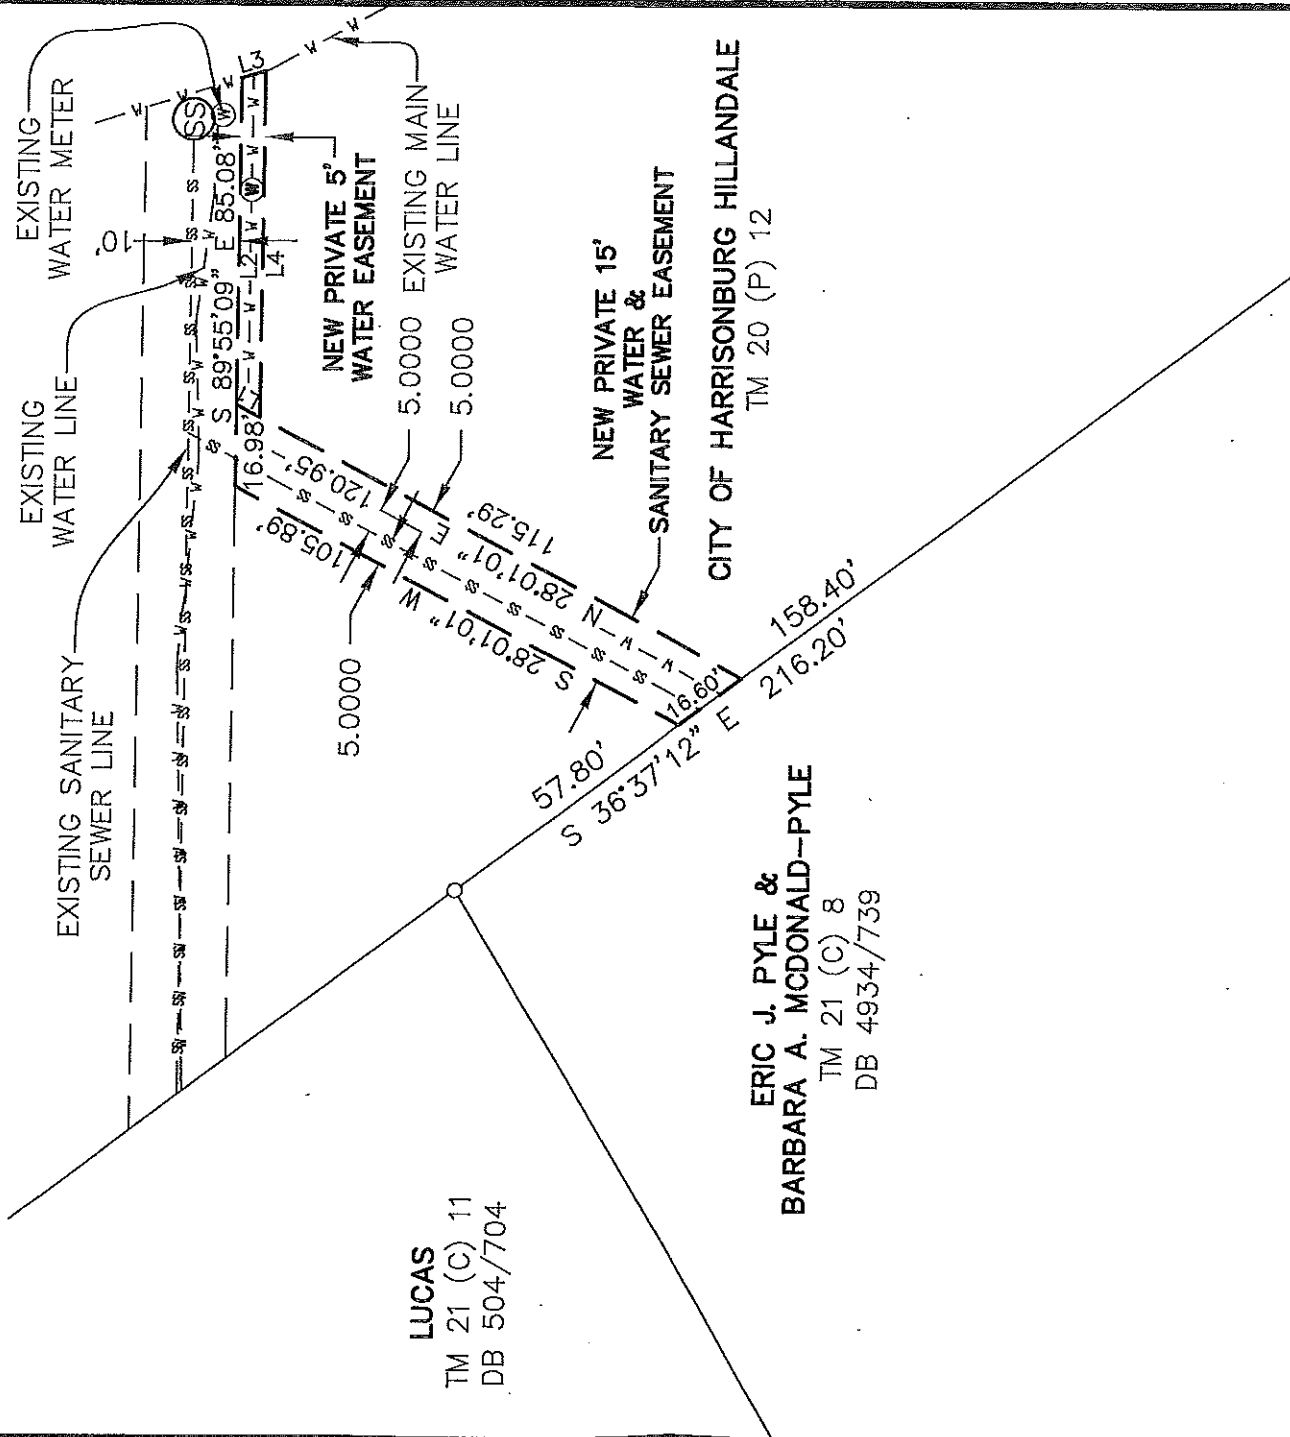 EXISTING
WATER METER
EXISTING
WATER LINE
EXISTING SANITARY
SEWER LINE
10'
SS
W
L3
S 89°55'09" E 85.08'
L2
L4
W
16.98'
NEW PRIVATE 5'
WATER EASEMENT
5.0000
EXISTING MAIN
WATER LINE
5.0000
5.0000
105.89'
120.95'
S 28°01'01" W
N 28°01'01" E
115.29'
NEW PRIVATE 15'
WATER &
SANITARY SEWER EASEMENT
CITY OF HARRISONBURG HILLANDALE
TM 20 (P) 12
16.60'
57.80'
158.40'
S 36°37'12" E 216.20'
LUCAS
TM 21 (C) 11
DB 504/704
ERIC J. PYLE &
BARBARA A. MCDONALD-PYLE
TM 21 (C) 8
DB 4934/739